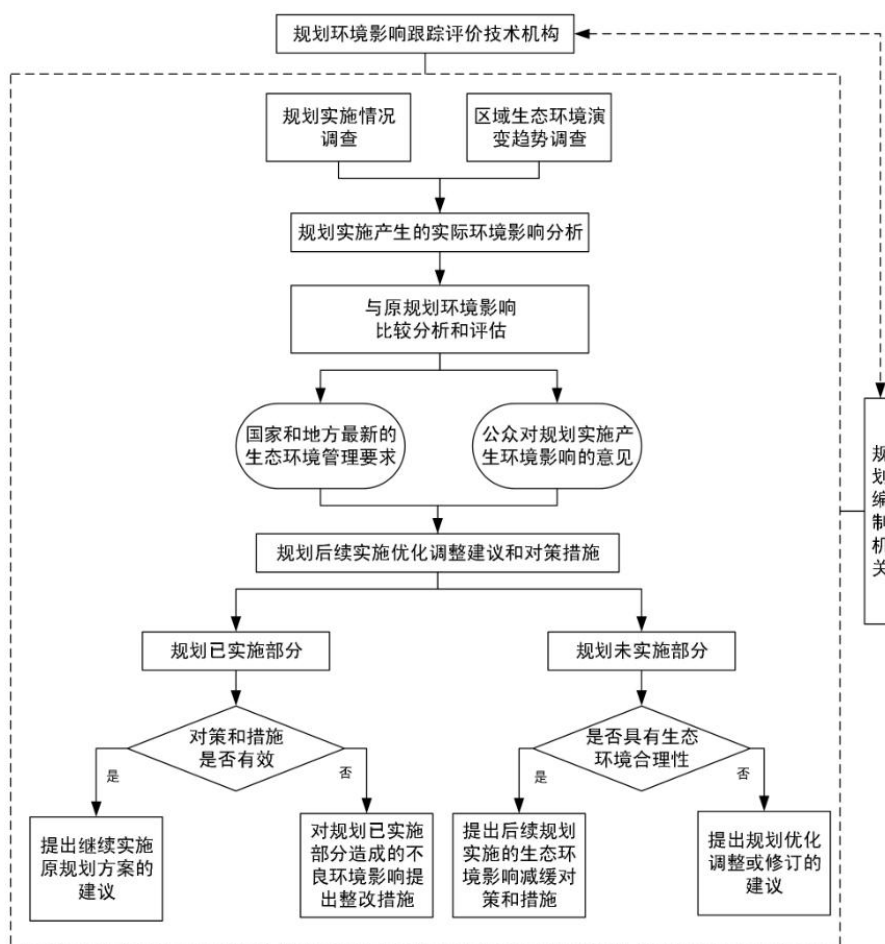 规划环境影响跟踪评价技术机构
规划实施情况
调查
区域生态环境演
变趋势调查
规划实施产生的实际环境影响分析
与原规划环境影响
比较分析和评估
国家和地方最新的
生态环境管理要求
公众对规划实施产
生环境影响的意见
规划编制机关
规划后续实施优化调整建议和对策措施
规划已实施部分
规划未实施部分
对策和措施
是否有效
是否具有生态
环境合理性
是
否
是
否
提出继续实施
原规划方案的
建议
对规划已实施
部分造成的不
良环境影响提
出整改措施
提出后续规划
实施的生态环
境影响减缓对
策和措施
提出规划优化
调整或修订的
建议